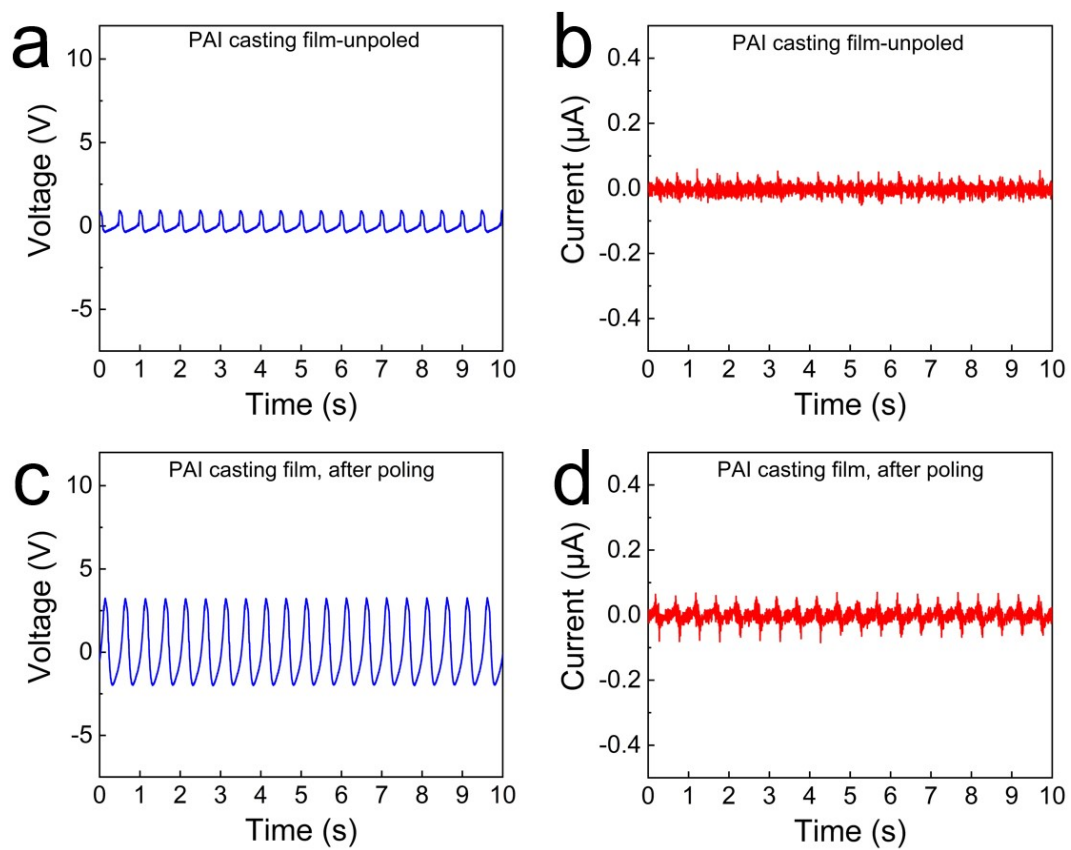 a
PAI casting film-unpoled
Voltage (V)
10
5
0
-5
0 1 2 3 4 5 6 7 8 9 10
Time (s)
b
PAI casting film-unpoled
Current (μA)
0.4
0.2
0.0
-0.2
-0.4
0 1 2 3 4 5 6 7 8 9 10
Time (s)
c
PAI casting film, after poling
Voltage (V)
10
5
0
-5
0 1 2 3 4 5 6 7 8 9 10
Time (s)
d
PAI casting film, after poling
Current (μA)
0.4
0.2
0.0
-0.2
-0.4
0 1 2 3 4 5 6 7 8 9 10
Time (s)